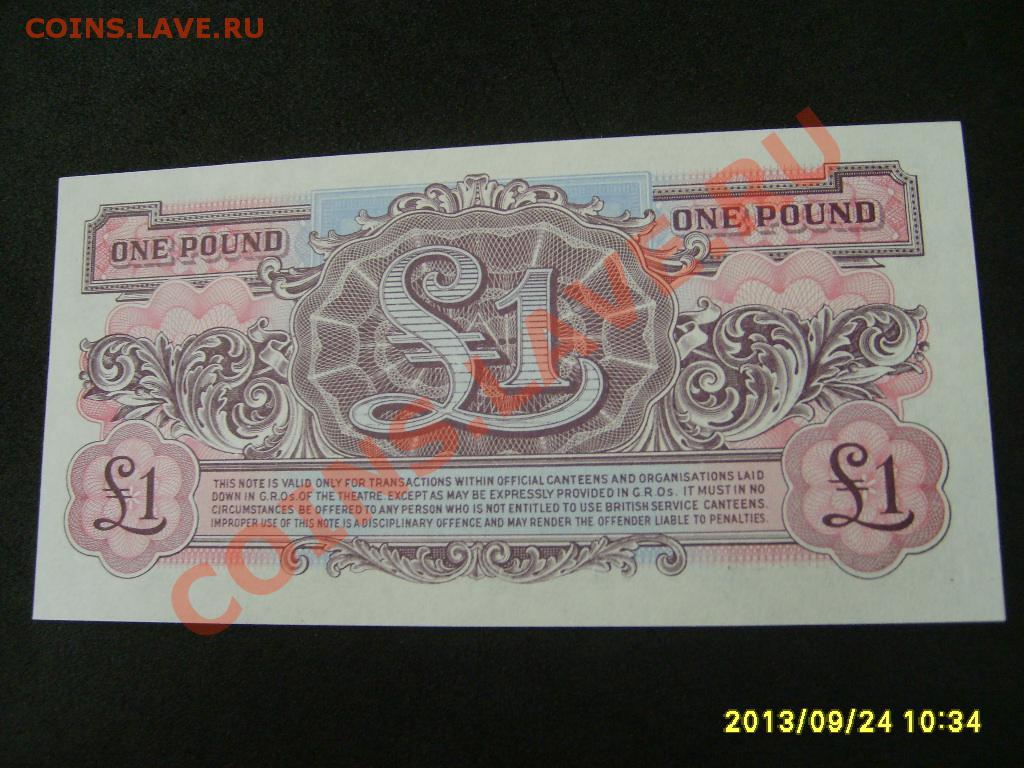 COINS.LAVE.RU
ONE POUND
ONE POUND
£1
THIS NOTE IS VALID ONLY FOR TRANSACTIONS WITHIN OFFICIAL CANTEENS AND ORGANISATIONS LAID
DOWN IN G.R.Os. OF THE THEATRE EXCEPT AS MAY BE EXPRESSLY PROVIDED IN G.R.Os. IT MUST IN NO
CIRCUMSTANCES BE OFFERED TO ANY PERSON WHO IS NOT ENTITLED TO USE BRITISH SERVICE CANTEENS.
IMPROPER USE OF THIS NOTE IS A DISCIPLINARY OFFENCE AND MAY RENDER THE OFFENDER LIABLE TO PENALTIES.
£1
£1
COINS.LAVE.RU
2013/09/24 10:34